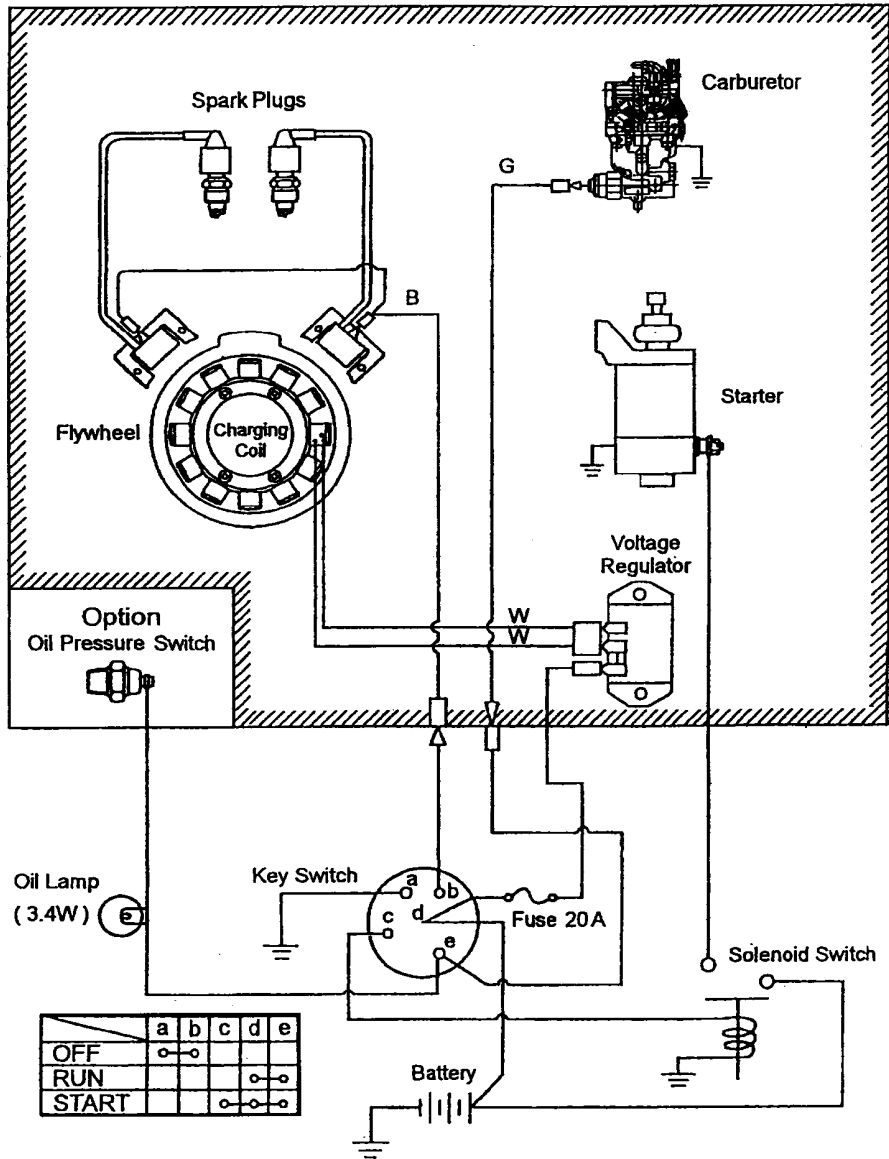 Spark Plugs
Carburetor
G
B
Flywheel
Charging
Coil
Starter
Voltage
Regulator
W
W
Option
Oil Pressure Switch
Oil Lamp
( 3.4W )
Key Switch
a
b
c
d
e
Fuse 20A
Solenoid Switch
Battery
a b c d e
OFF
RUN
START